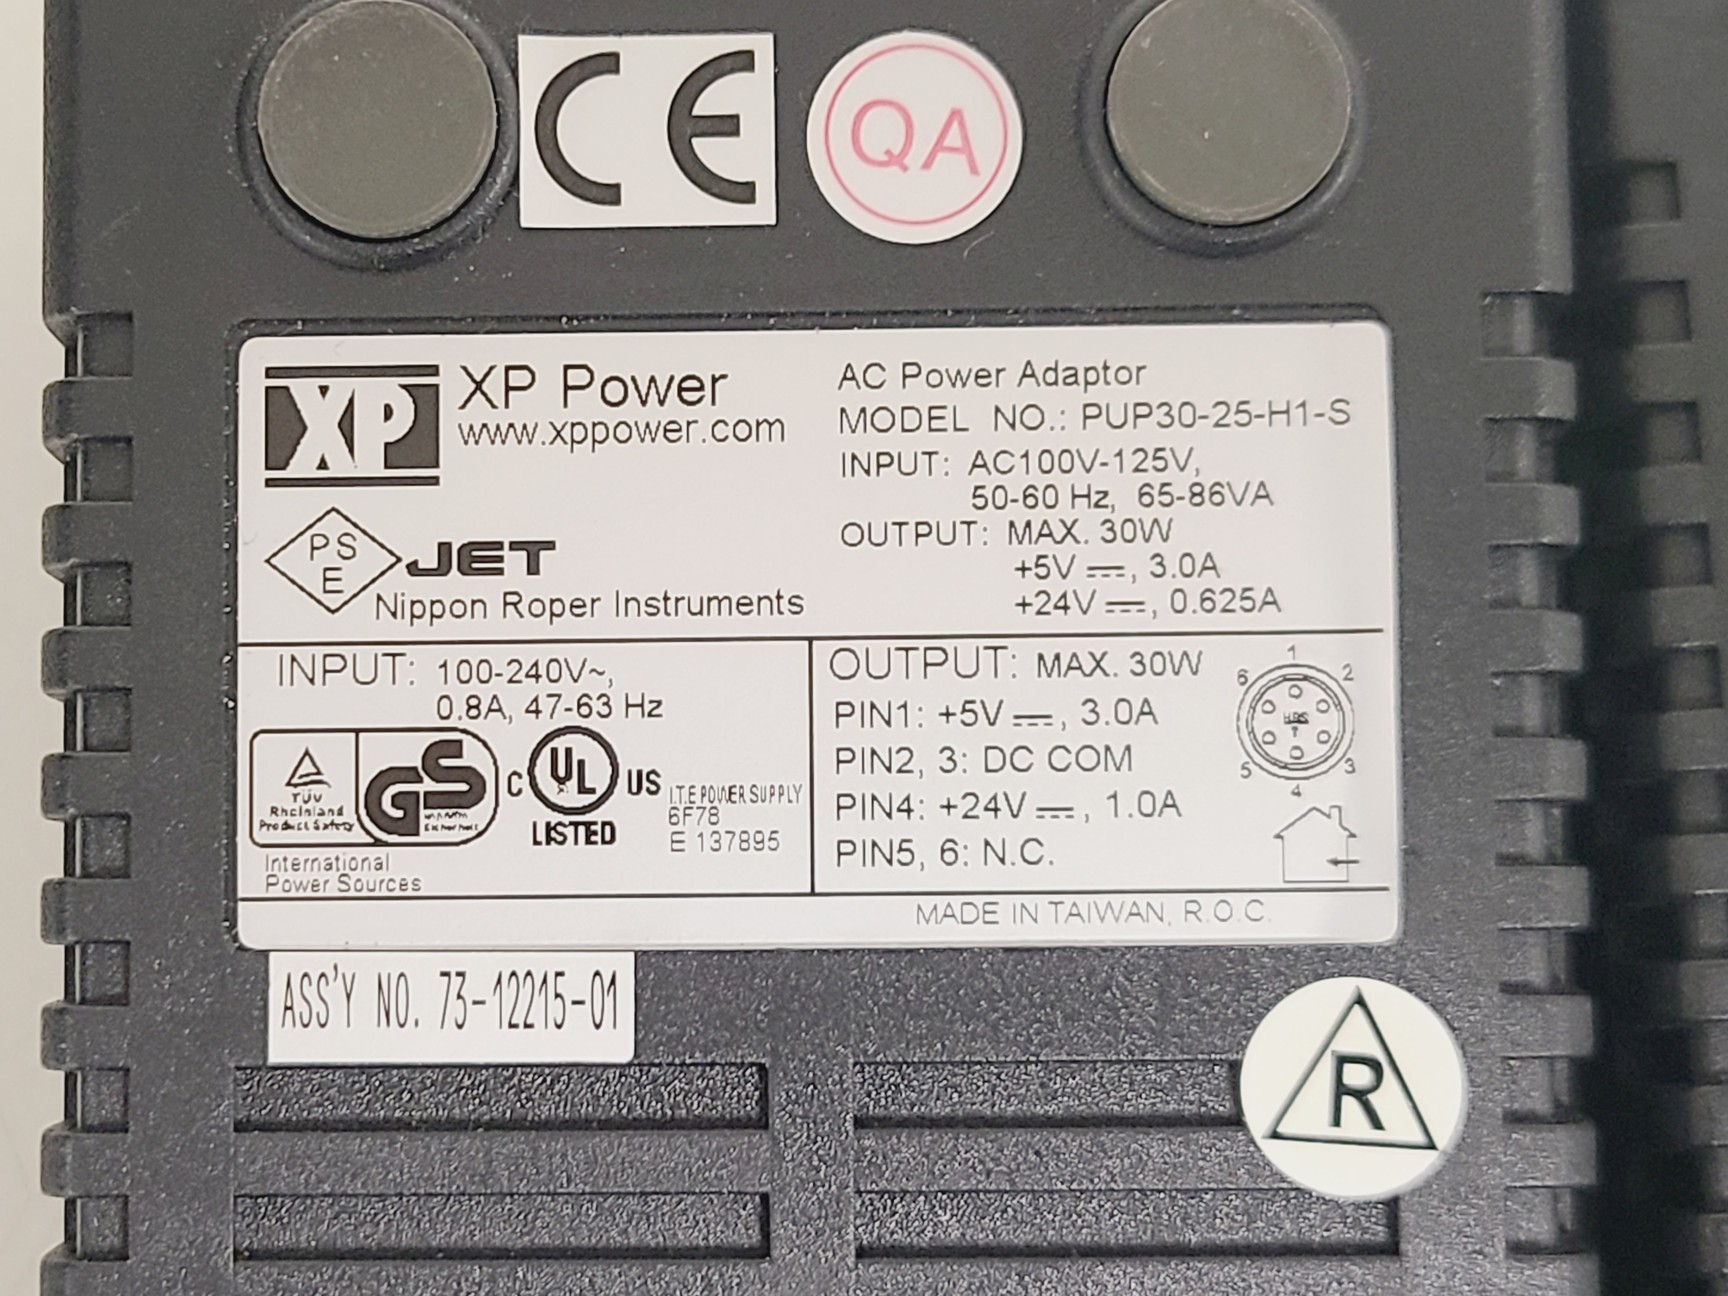 CE
QA
XP
XP Power
www.xppower.com
AC Power Adaptor
MODEL NO.: PUP30-25-H1-S
INPUT: AC100V-125V,
50-60 Hz, 65-86VA
OUTPUT: MAX. 30W
+5V ⎓, 3.0A
+24V ⎓, 0.625A
PS
E
JET
Nippon Roper Instruments
INPUT: 100-240V~,
0.8A, 47-63 Hz
TÜV
Rheinland
Product Safety
GS
C UL US
LISTED
I.T.E POWER SUPPLY
6F78
E 137895
International
Power Sources
OUTPUT: MAX. 30W
PIN1: +5V ⎓, 3.0A
PIN2, 3: DC COM
PIN4: +24V ⎓, 1.0A
PIN5, 6: N.C.
1
6 2
5 3
4
MADE IN TAIWAN, R.O.C.
ASS'Y NO. 73-12215-01
R